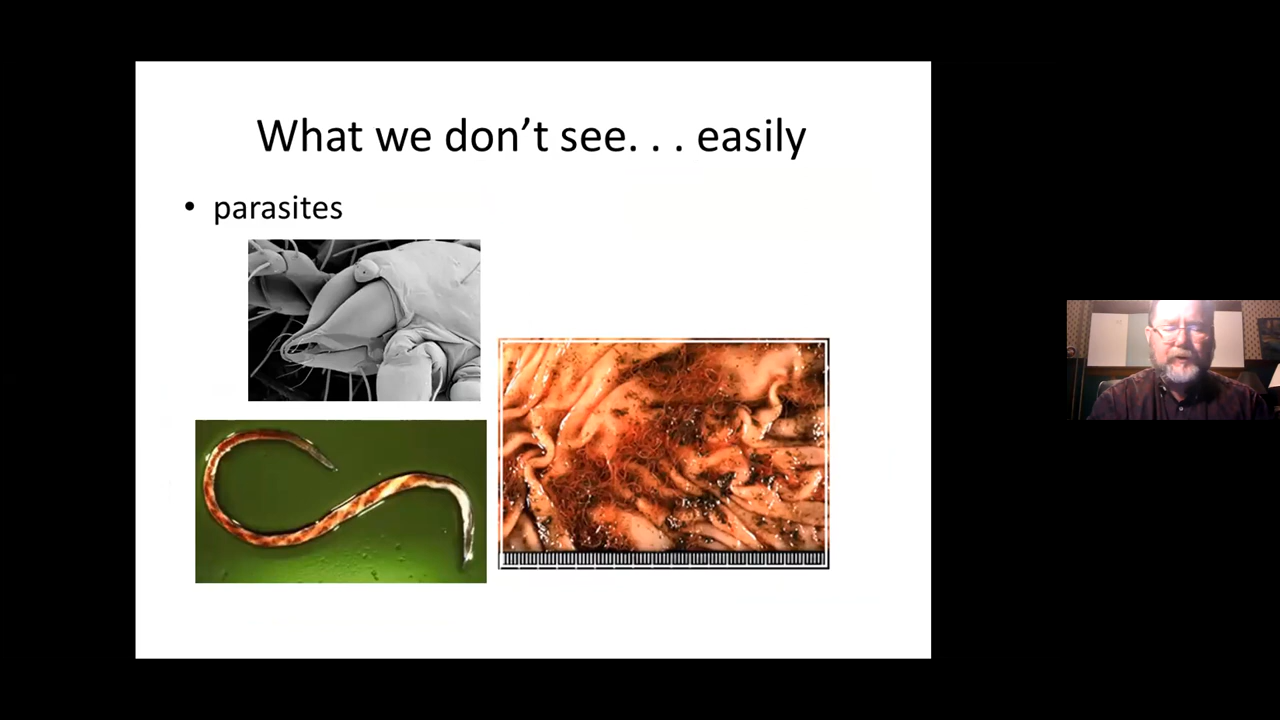 What we don’t see. . . easily
• parasites